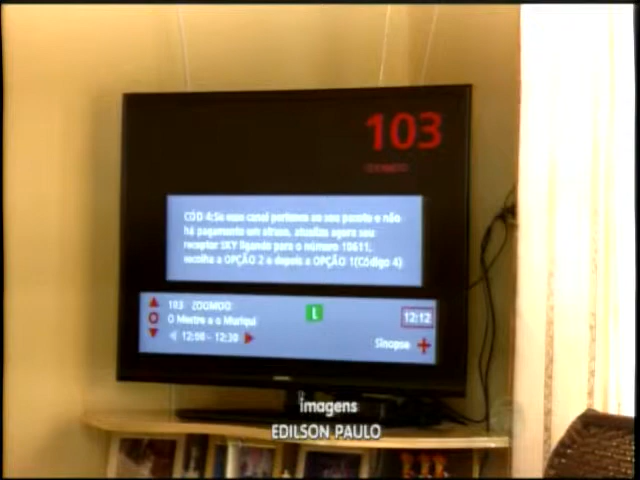 103
ZOOMOO
CÓD 4:Se esse canal pertence ao seu pacote e não
há pagamento em atraso, atualize agora seu
receptor SKY ligando para o número 10611,
escolha a OPÇÃO 2 e depois a OPÇÃO 1(Código 4)
103 ZOOMOO
L
12:12
O Mestre e o Muriqui
12:00 - 12:30
Sinopse
imagens
EDILSON PAULO